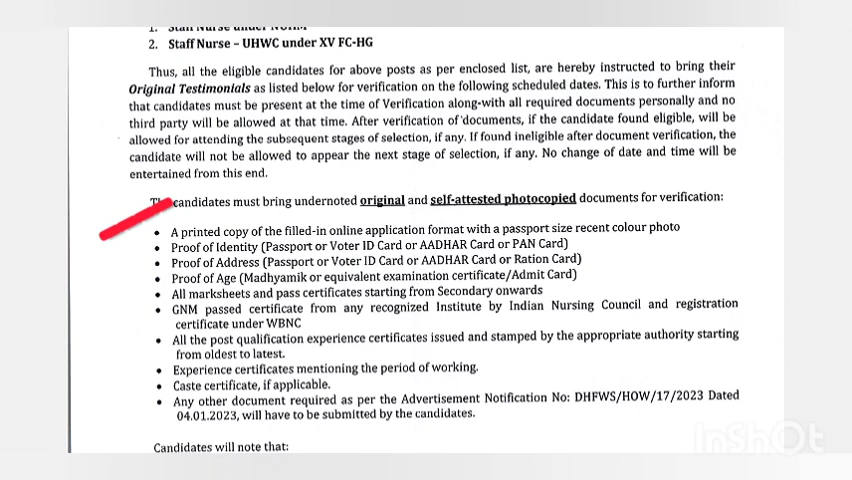 1. Staff Nurse under NUHM
2. Staff Nurse – UHWC under XV FC-HG
Thus, all the eligible candidates for above posts as per enclosed list, are hereby instructed to bring their
Original Testimonials as listed below for verification on the following scheduled dates. This is to further inform
that candidates must be present at the time of Verification along-with all required documents personally and no
third party will be allowed at that time. After verification of documents, if the candidate found eligible, will be
allowed for attending the subsequent stages of selection, if any. If found ineligible after document verification, the
candidate will not be allowed to appear the next stage of selection, if any. No change of date and time will be
entertained from this end.
candidates must bring undernoted original and self-attested photocopied documents for verification:
• A printed copy of the filled-in online application format with a passport size recent colour photo
• Proof of Identity (Passport or Voter ID Card or AADHAR Card or PAN Card)
• Proof of Address (Passport or Voter ID Card or AADHAR Card or Ration Card)
• Proof of Age (Madhyamik or equivalent examination certificate/Admit Card)
• All marksheets and pass certificates starting from Secondary onwards
• GNM passed certificate from any recognized Institute by Indian Nursing Council and registration
certificate under WBNC
• All the post qualification experience certificates issued and stamped by the appropriate authority starting
from oldest to latest.
• Experience certificates mentioning the period of working.
• Caste certificate, if applicable.
• Any other document required as per the Advertisement Notification No: DHFWS/HOW/17/2023 Dated
04.01.2023, will have to be submitted by the candidates.
Candidates will note that:
InShOt